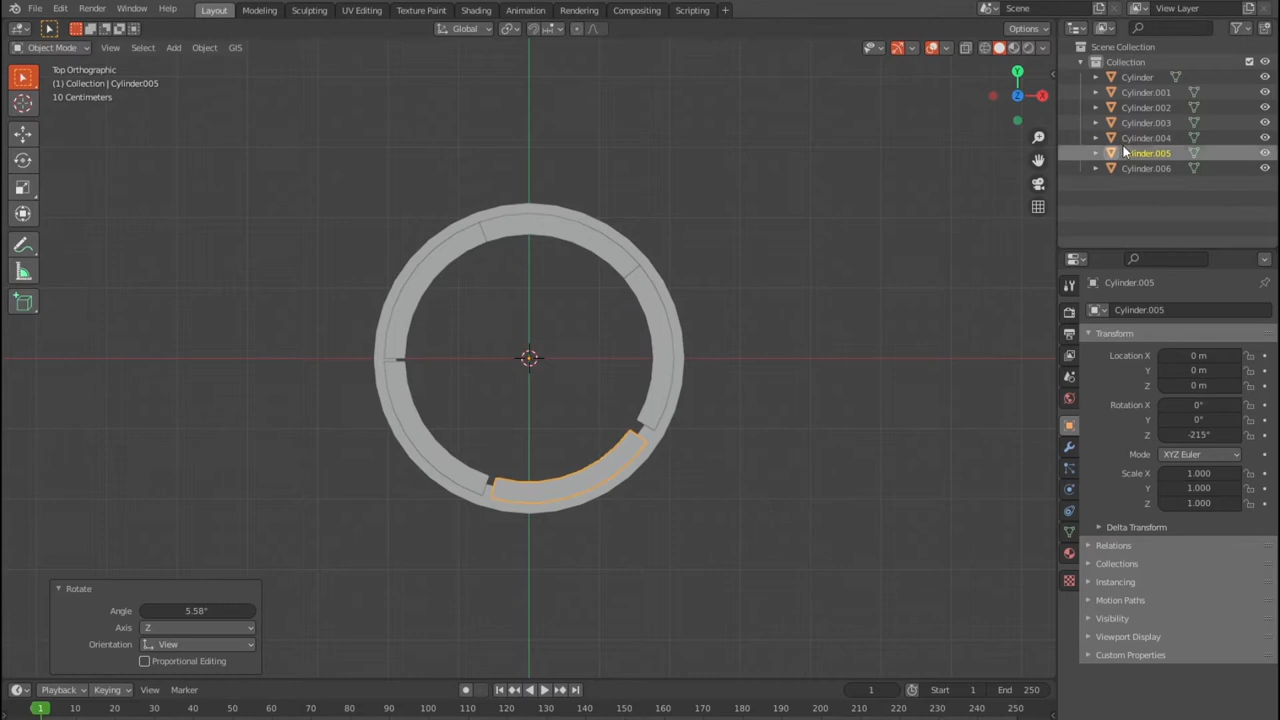 File Edit Render Window Help Layout Modeling Sculpting UV Editing Texture Paint Shading Animation Rendering Compositing Scripting + Scene View Layer
Global Options
Object Mode View Select Add Object GIS
Top Orthographic
(1) Collection | Cylinder005
10 Centimeters
Y
Z X
Scene Collection
Collection
Cylinder
Cylinder.001
Cylinder.002
Cylinder.003
Cylinder.004
Cylinder.005
Cylinder.006
Cylinder.005
Cylinder.005
Transform
Location X 0 m
Y 0 m
Z 0 m
Rotation X 0°
Y 0°
Z -215°
Mode XYZ Euler
Scale X 1.000
Y 1.000
Z 1.000
Delta Transform
Relations
Collections
Instancing
Motion Paths
Visibility
Viewport Display
Custom Properties
Rotate
Angle 5.58°
Axis Z
Orientation View
Proportional Editing
Playback Keying View Marker 1 Start 1 End 250
1 10 20 30 40 50 60 70 80 90 100 110 120 130 140 150 160 170 180 190 200 210 220 230 240 250